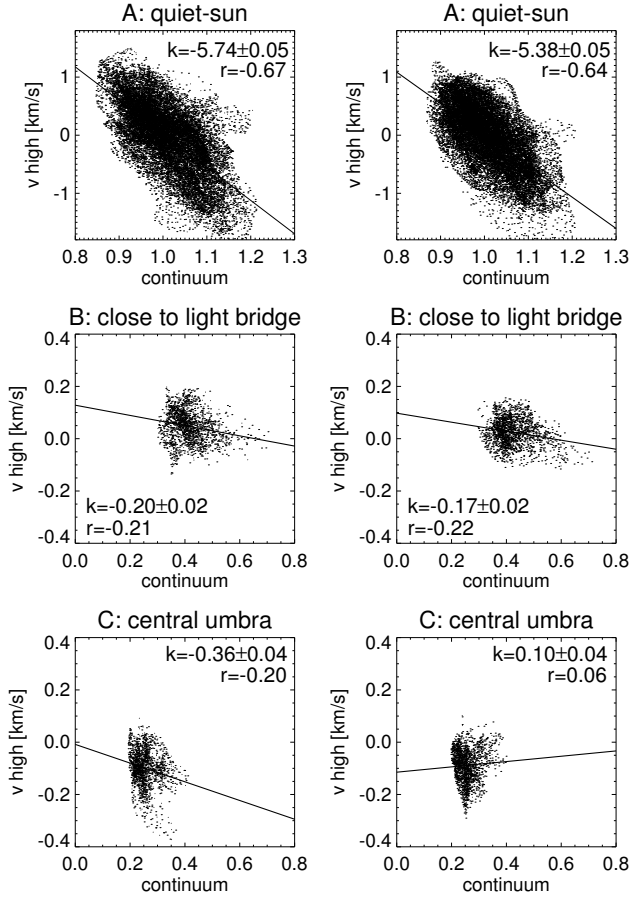 A: quiet-sun
k=-5.74±0.05
r=-0.67
v high [km/s]
1
0
-1
0.8 0.9 1.0 1.1 1.2 1.3
continuum
A: quiet-sun
k=-5.38±0.05
r=-0.64
v high [km/s]
1
0
-1
0.8 0.9 1.0 1.1 1.2 1.3
continuum
B: close to light bridge
0.4
0.2
0.0
-0.2
-0.4
v high [km/s]
k=-0.20±0.02
r=-0.21
0.0 0.2 0.4 0.6 0.8
continuum
B: close to light bridge
0.4
0.2
0.0
-0.2
-0.4
v high [km/s]
k=-0.17±0.02
r=-0.22
0.0 0.2 0.4 0.6 0.8
continuum
C: central umbra
k=-0.36±0.04
r=-0.20
0.4
0.2
0.0
-0.2
-0.4
v high [km/s]
0.0 0.2 0.4 0.6 0.8
continuum
C: central umbra
k=0.10±0.04
r=0.06
0.4
0.2
0.0
-0.2
-0.4
v high [km/s]
0.0 0.2 0.4 0.6 0.8
continuum